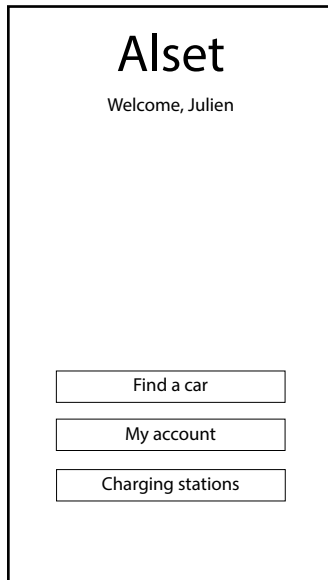 Alset
Welcome, Julien
Find a car
My account
Charging stations